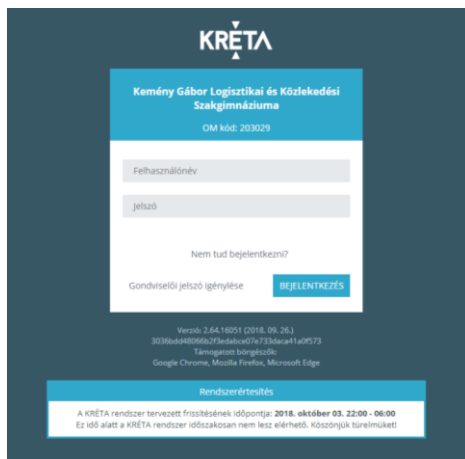 KRÉTA
Kemény Gábor Logisztikai és Közlekedési
Szakgimnáziuma
OM kód: 203029
Felhasználónév
Jelszó
Nem tud bejelentkezni?
Gondviselői jelszó igénylése
BEJELENTKEZÉS
Verzió: 2.64.16051 (2018. 09. 26.)
3036bdd48066b2f3edabce07e733daca41a0f573
Támogatott böngészők:
Google Chrome, Mozilla Firefox, Microsoft Edge
Rendszerértesítés
A KRÉTA rendszer tervezett frissítésének időpontja: 2018. október 03. 22:00 - 06:00
Ez idő alatt a KRÉTA rendszer időszakosan nem lesz elérhető. Köszönjük türelmüket!